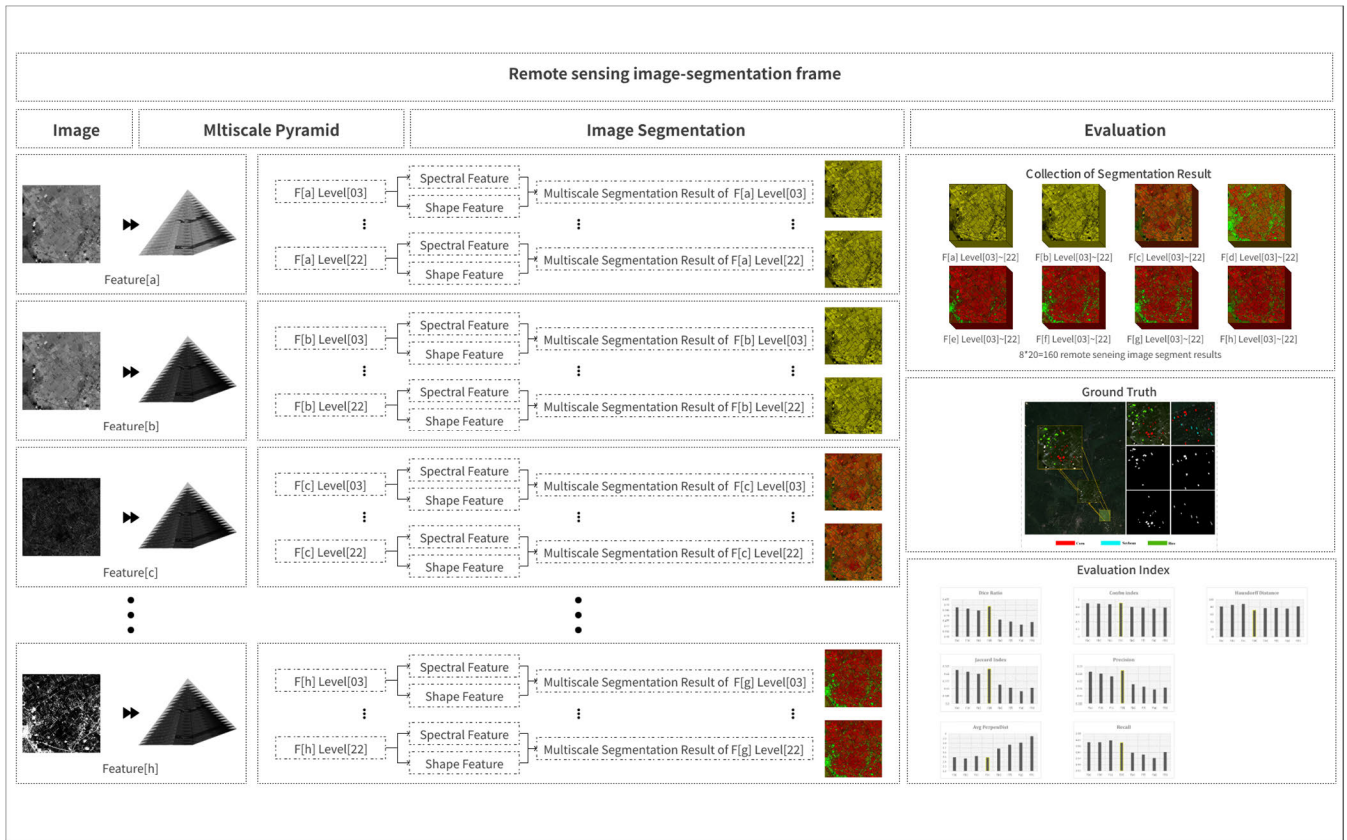 Remote sensing image-segmentation frame
Image
Mltiscale Pyramid
Image Segmentation
Evaluation
Feature[a]
F[a] Level[03]
Spectral Feature
Shape Feature
Multiscale Segmentation Result of F[a] Level[03]
F[a] Level[22]
Spectral Feature
Shape Feature
Multiscale Segmentation Result of F[a] Level[22]
Feature[b]
F[b] Level[03]
Spectral Feature
Shape Feature
Multiscale Segmentation Result of F[b] Level[03]
F[b] Level[22]
Spectral Feature
Shape Feature
Multiscale Segmentation Result of F[b] Level[22]
Feature[c]
F[c] Level[03]
Spectral Feature
Shape Feature
Multiscale Segmentation Result of F[c] Level[03]
F[c] Level[22]
Spectral Feature
Shape Feature
Multiscale Segmentation Result of F[c] Level[22]
Feature[h]
F[h] Level[03]
Spectral Feature
Shape Feature
Multiscale Segmentation Result of F[g] Level[03]
F[h] Level[22]
Spectral Feature
Shape Feature
Multiscale Segmentation Result of F[g] Level[22]
Collection of Segmentation Result
F[a] Level[03]~[22] F[b] Level[03]~[22] F[c] Level[03]~[22] F[d] Level[03]~[22]
F[e] Level[03]~[22] F[f] Level[03]~[22] F[g] Level[03]~[22] F[h] Level[03]~[22]
8*20=160 remote seneing image segment results
Ground Truth
Corn
Rice
Evaluation Index
Dice Ratio
Hausdorff Distance
Jaccard Index
Precision
Recall